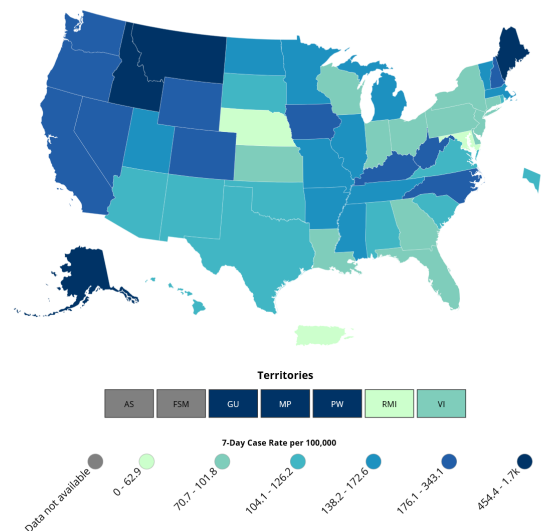 Territories
AS FSM GU MP PW RMI VI
7-Day Case Rate per 100,000
Data not available
0 - 62.9
70.7 - 101.8
104.1 - 126.2
138.2 - 172.6
176.1 - 343.1
454.4 - 1.7k